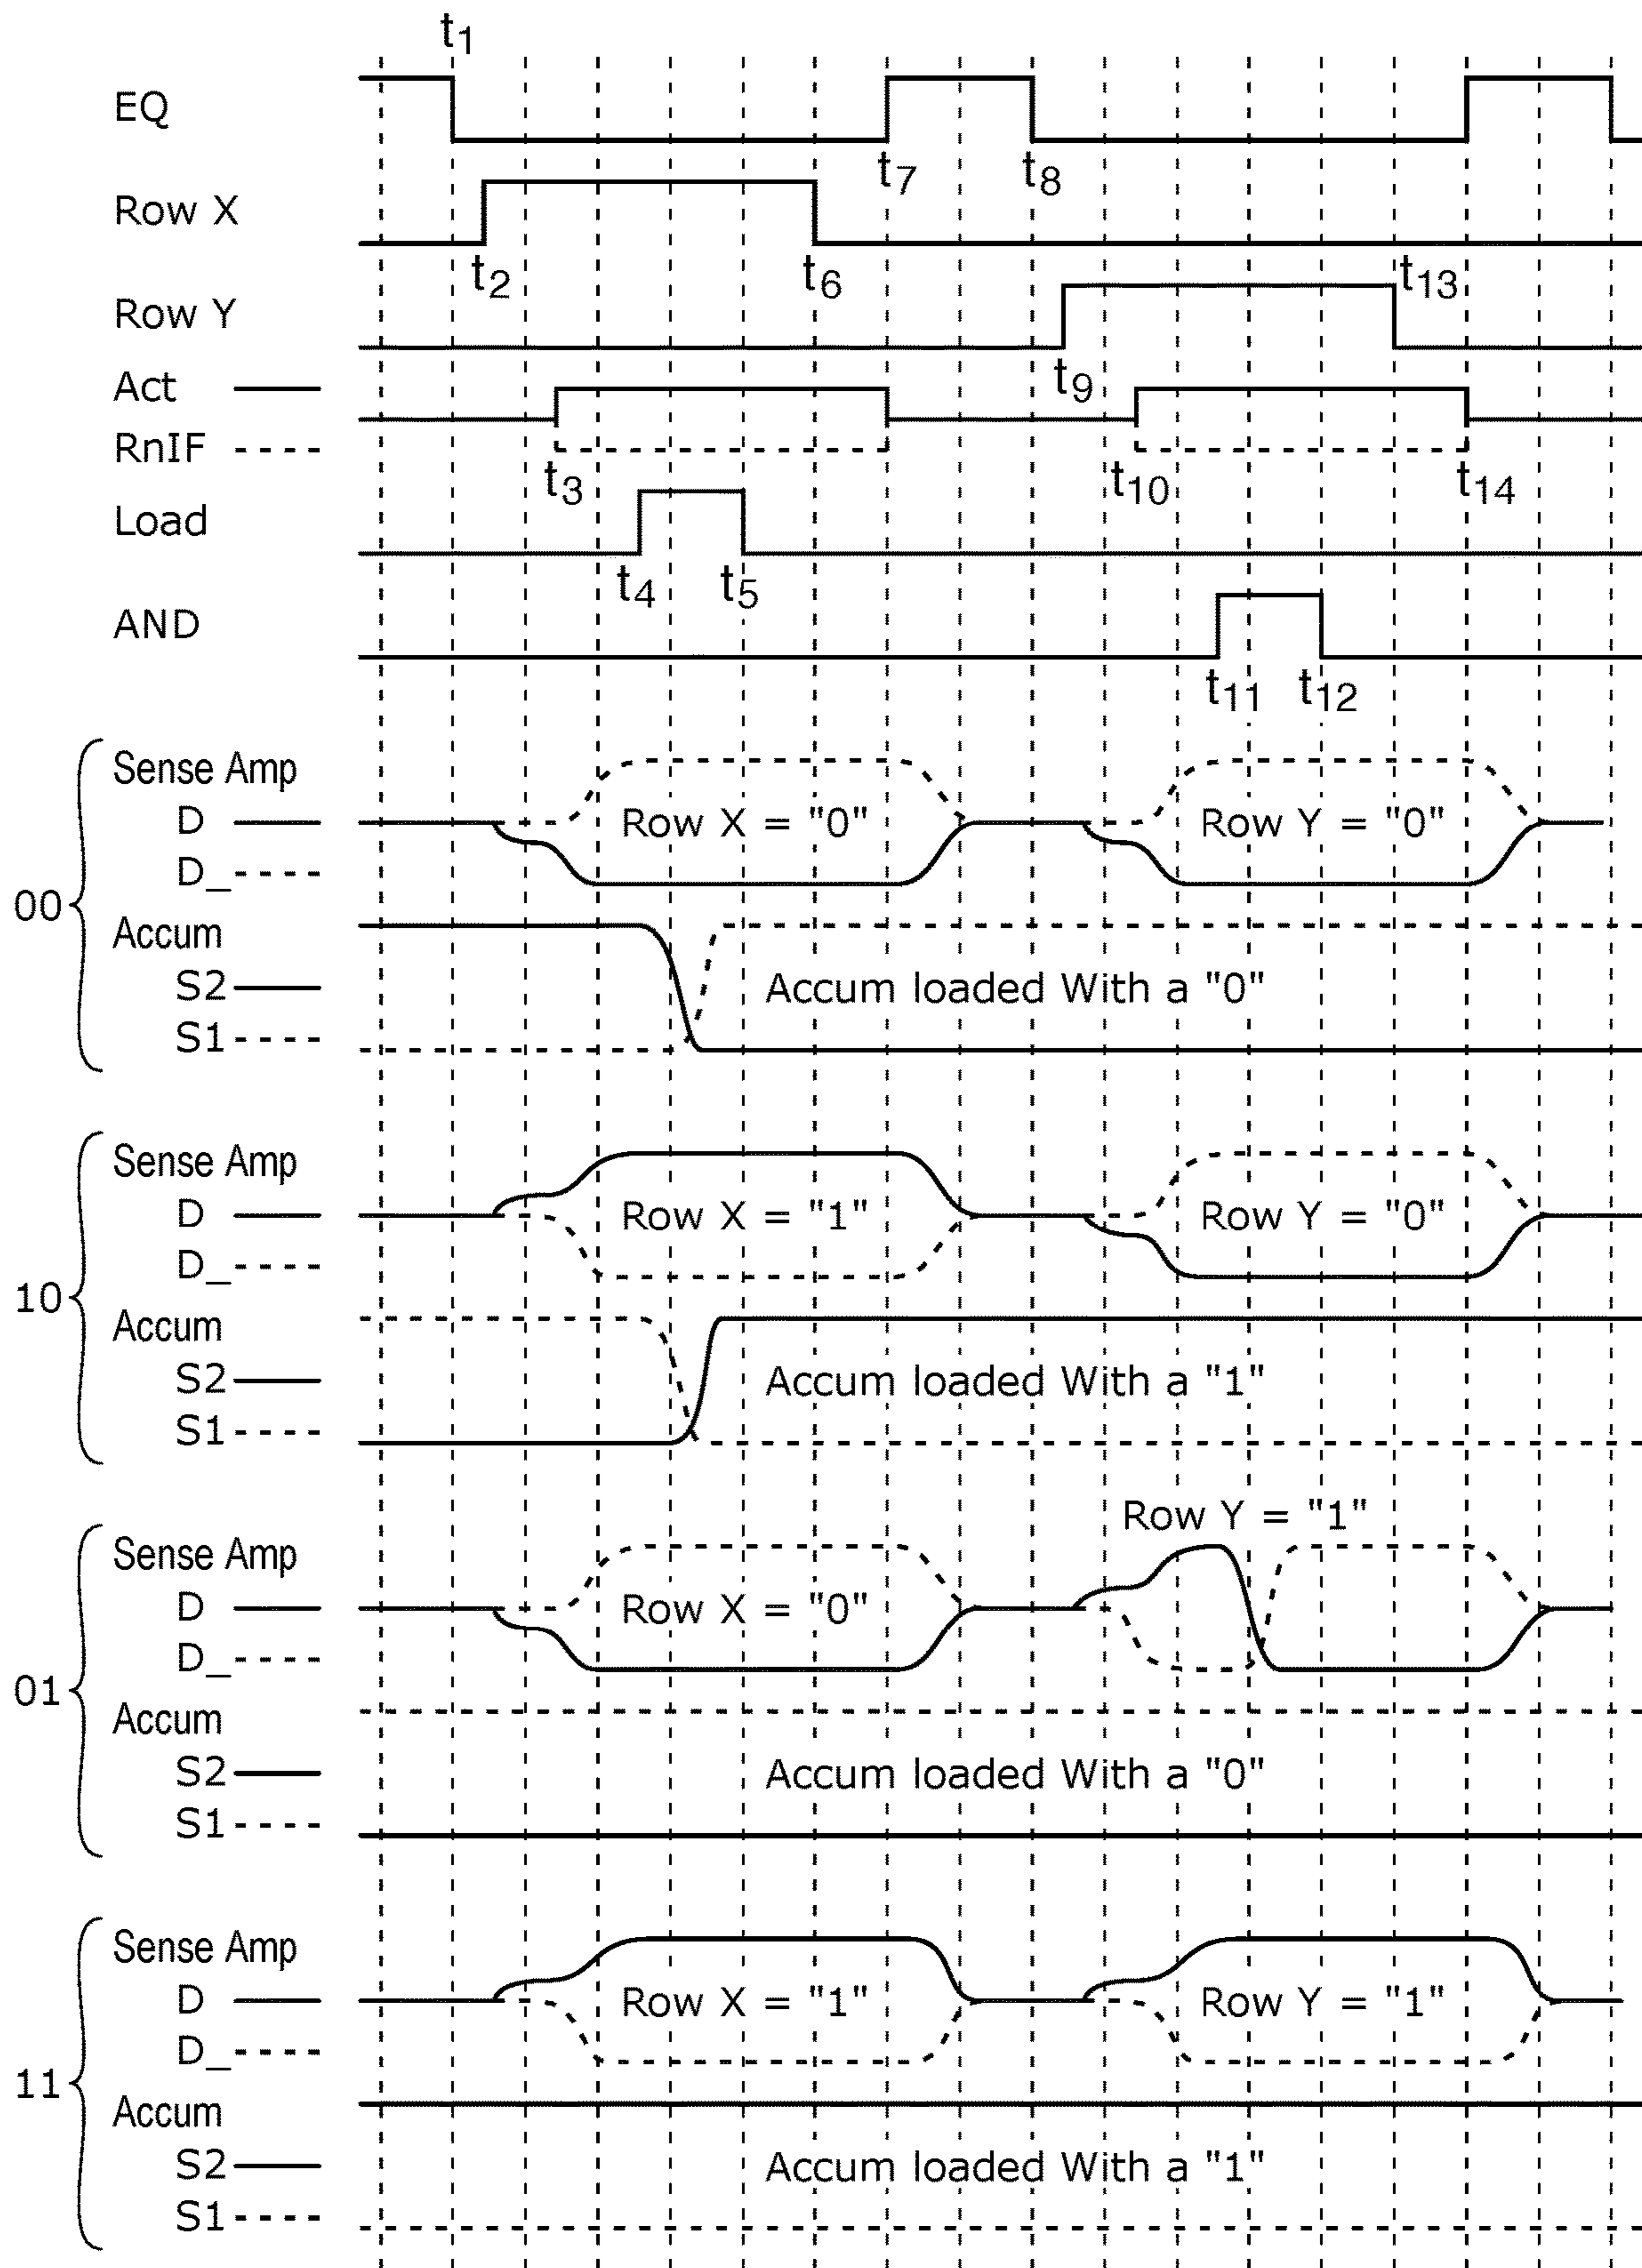 t1
EQ
t7 t8
Row X
t2 t6 t13
Row Y
t9
Act
RnIF
t3 t10 t14
Load
t4 t5
AND
t11 t12
00
Sense Amp
D Row X = "0" Row Y = "0"
D_
Accum
S2 Accum loaded With a "0"
S1
10
Sense Amp
D Row X = "1" Row Y = "0"
D_
Accum
S2 Accum loaded With a "1"
S1
Row Y = "1"
01
Sense Amp
D Row X = "0"
D_
Accum
S2 Accum loaded With a "0"
S1
11
Sense Amp
D Row X = "1" Row Y = "1"
D_
Accum
S2 Accum loaded With a "1"
S1